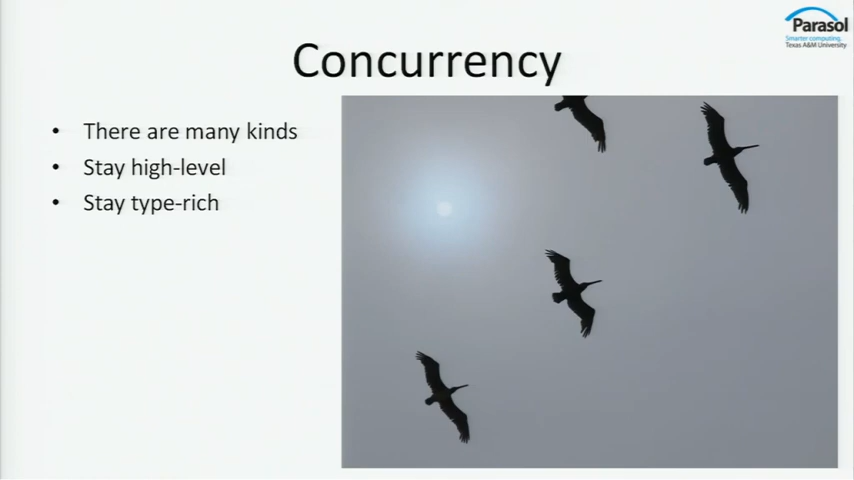 Parasol
Smarter computing.
Texas A&M University
Concurrency
• There are many kinds
• Stay high-level
• Stay type-rich